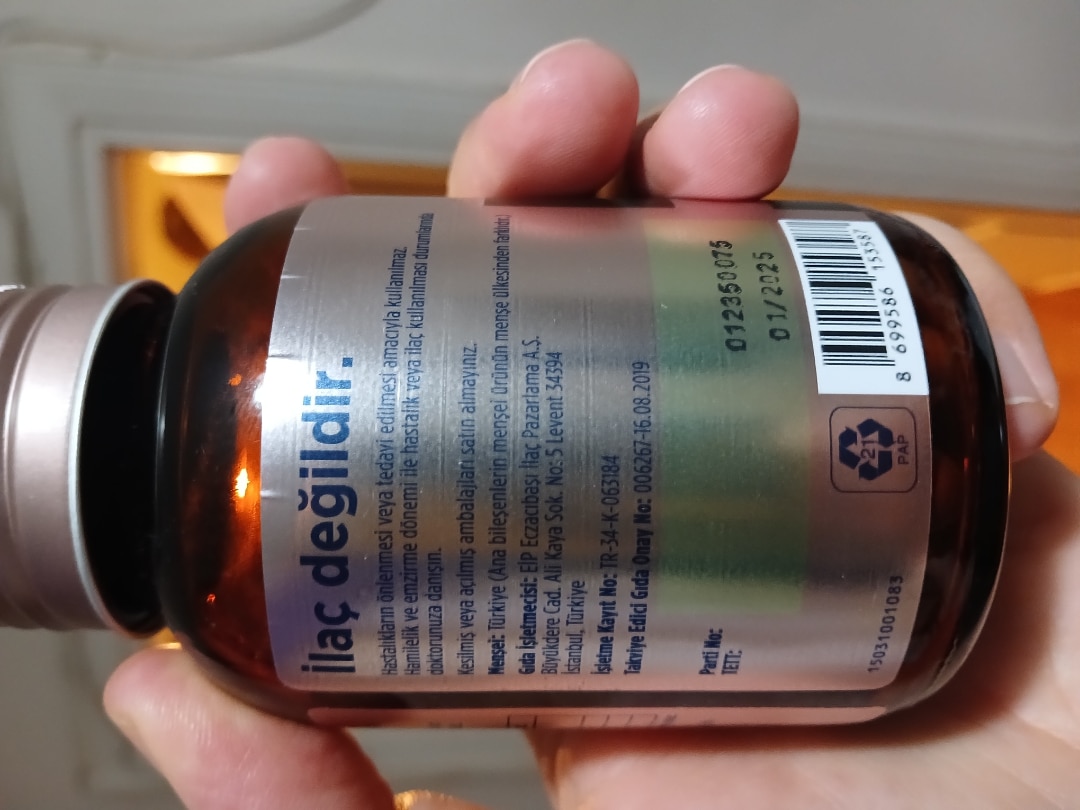 İlaç değildir.
Hastalıkların önlenmesi veya tedavi edilmesi amacıyla kullanılmaz.
Hamilelik ve emzirme dönemi ile hastalık veya ilaç kullanılması durumlarında
doktorunuza danışın.
Kesilmiş veya açılmış ambalajları satın almayınız.
Menşei: Türkiye (Ana bileşenlerin menşei ürünün menşe ülkesinden farklıdır.)
Gıda İşletmecisi: EİP Eczacıbaşı İlaç Pazarlama A.Ş.
Büyükdere Cad. Ali Kaya Sok. No: 5 Levent 34394
İstanbul, Türkiye
İşletme Kayıt No: TR-34-K-063184
Takviye Edici Gıda Onay No: 006267-16.08.2019
Parti No: 012350075
TETT: 01/2025
8 699586 153587
21
PAP
15031001083